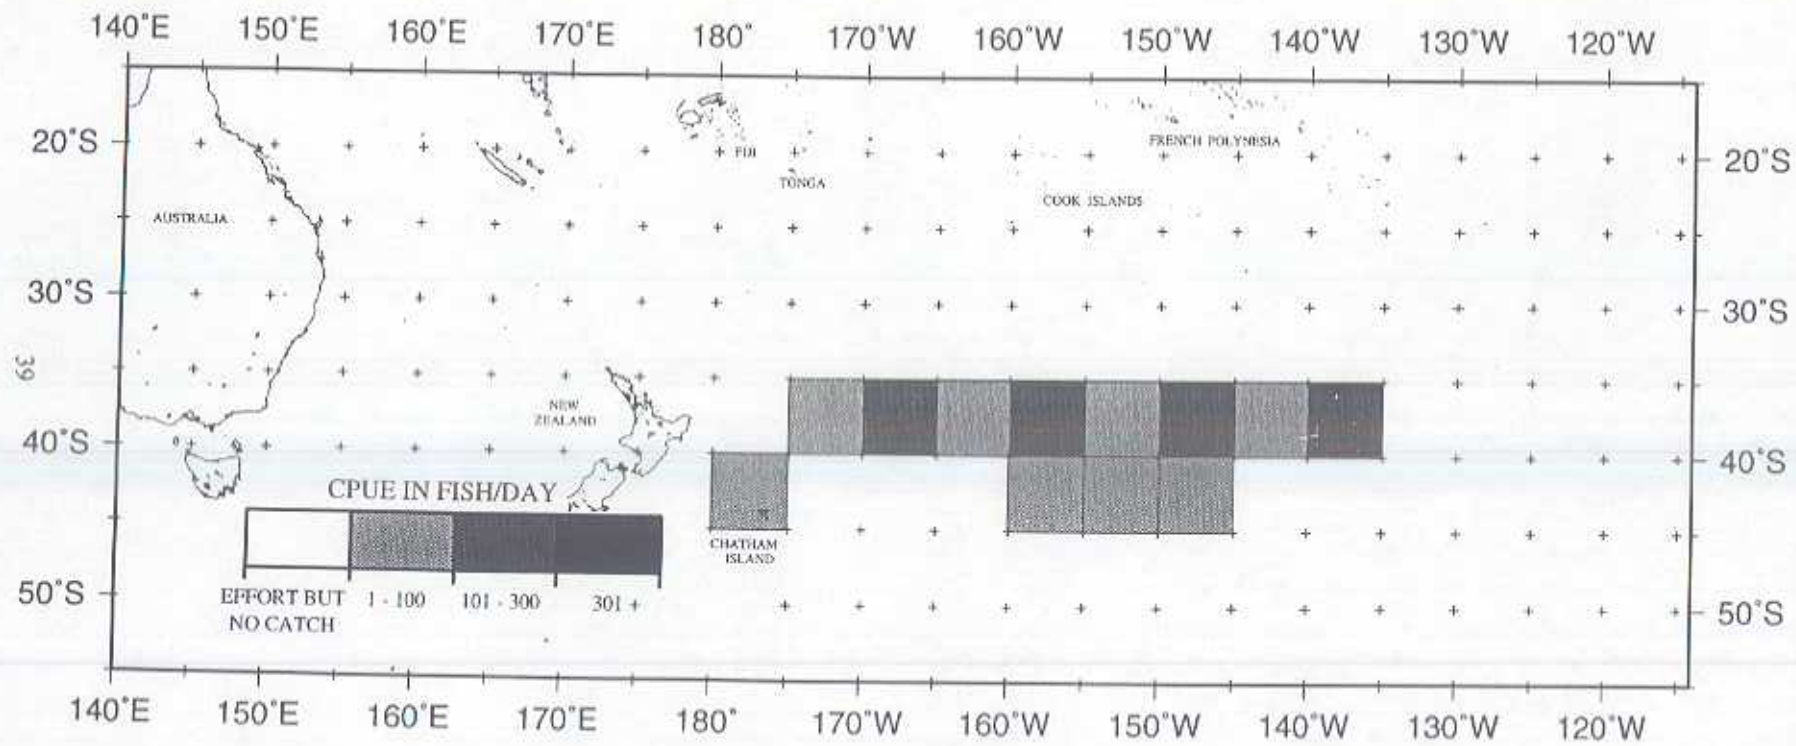 140°E 150°E 160°E 170°E 180° 170°W 160°W 150°W 140°W 130°W 120°W
20°S 20°S
FRENCH POLYNESIA
FIJI
TONGA
COOK ISLANDS
AUSTRALIA
30°S 30°S
39
NEW
ZEALAND
40°S 40°S
CPUE IN FISH/DAY
CHATHAM
ISLAND
EFFORT BUT
NO CATCH
1 - 100
101 - 300
301 +
50°S 50°S
140°E 150°E 160°E 170°E 180° 170°W 160°W 150°W 140°W 130°W 120°W